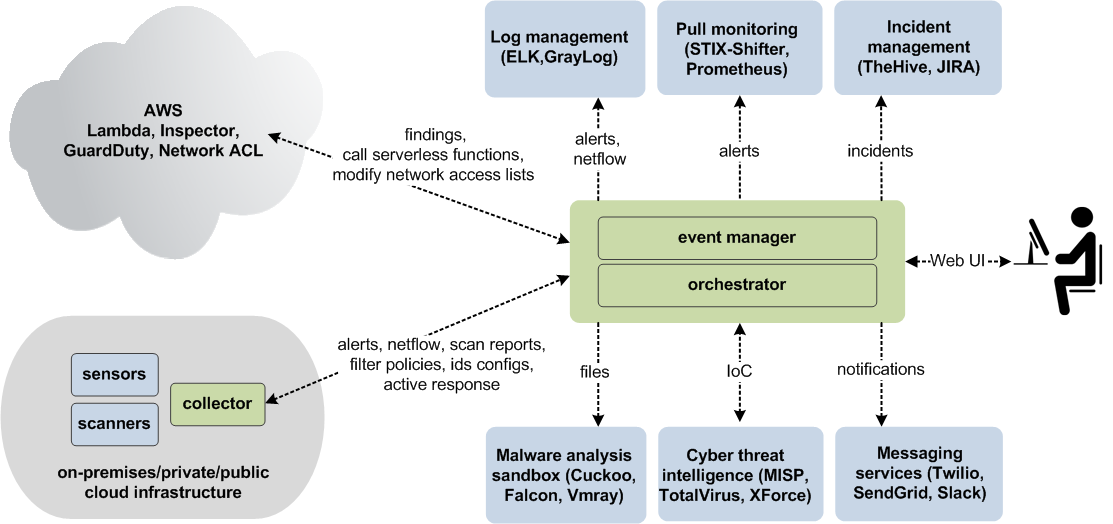 Log management
(ELK,GrayLog)
Pull monitoring
(STIX-Shifter,
Prometheus)
Incident
management
(TheHive, JIRA)
AWS
Lambda, Inspector,
GuardDuty, Network ACL
findings,
call serverless functions,
modify network access lists
alerts,
netflow
alerts
incidents
event manager
orchestrator
Web UI
alerts, netflow, scan reports,
filter policies, ids configs,
active response
files
IoC
notifications
sensors
scanners
collector
on-premises/private/public
cloud infrastructure
Malware analysis
sandbox (Cuckoo,
Falcon, Vmray)
Cyber threat
intelligence (MISP,
TotalVirus, XForce)
Messaging
services (Twilio,
SendGrid, Slack)